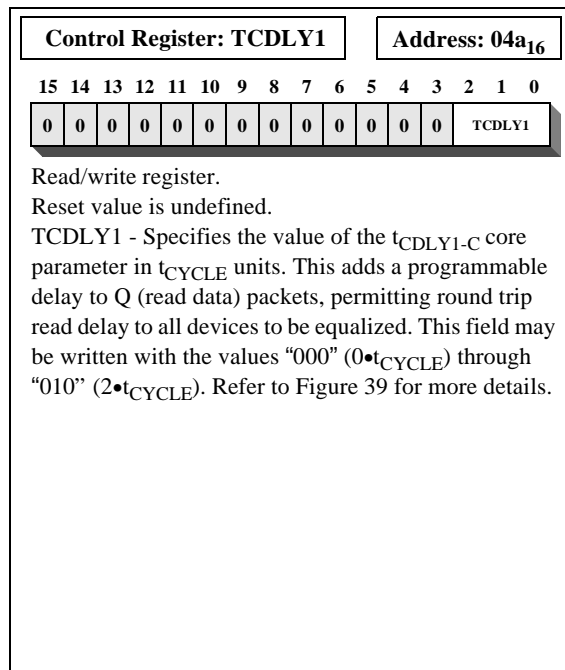 Control Register: TCDLY1 Address: 04a₁₆
15 14 13 12 11 10 9 8 7 6 5 4 3 2 1 0
0 0 0 0 0 0 0 0 0 0 0 0 0 TCDLY1
Read/write register.
Reset value is undefined.
TCDLY1 - Specifies the value of the tCDLY1-C core
parameter in tCYCLE units. This adds a programmable
delay to Q (read data) packets, permitting round trip
read delay to all devices to be equalized. This field may
be written with the values “000” (0•tCYCLE) through
“010” (2•tCYCLE). Refer to Figure 39 for more details.